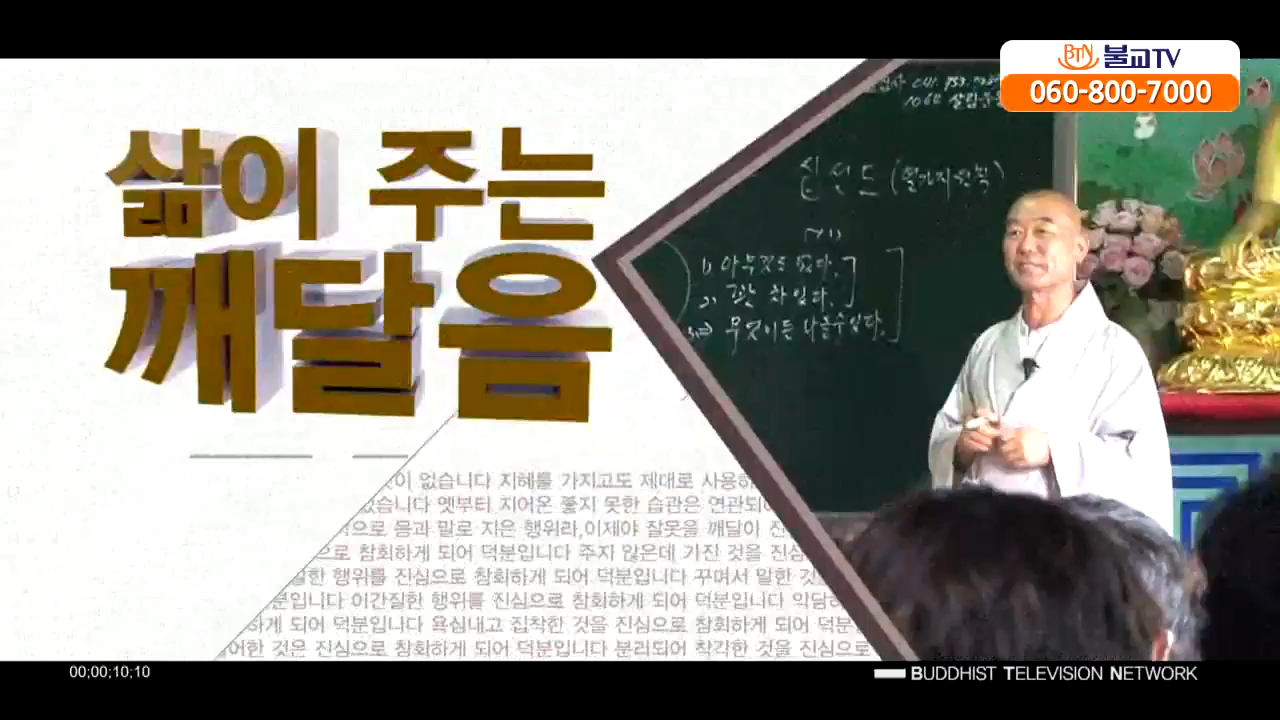 BTN 불교TV
060-800-7000
삶이 주는
깨달음
십인도 (열가지
1) 아무것도 없다.
무엇이든 나올수있다.
이 없습니다 지혜를 가지고도 제대로 사용하
습니다 옛부터 지어온 좋지 못한 습관은 연관되어
으로 몸과 말로 지은 행위라,이제야 잘못을 깨달아 진
으로 참회하게 되어 덕분입니다 주지 않은데 가진 것을 진심
한 행위를 진심으로 참회하게 되어 덕분입니다 꾸며서 말한 것
분입니다 이간질한 행위를 진심으로 참회하게 되어 덕분입니다 악담하
하게 되어 덕분입니다 욕심내고 집착한 것을 진심으로 참회하게 되어 덕분
어한 것은 진심으로 참회하게 되어 덕분입니다 분리되어 착각한 것을 진심으로
00;00;10;10
BUDDHIST TELEVISION NETWORK